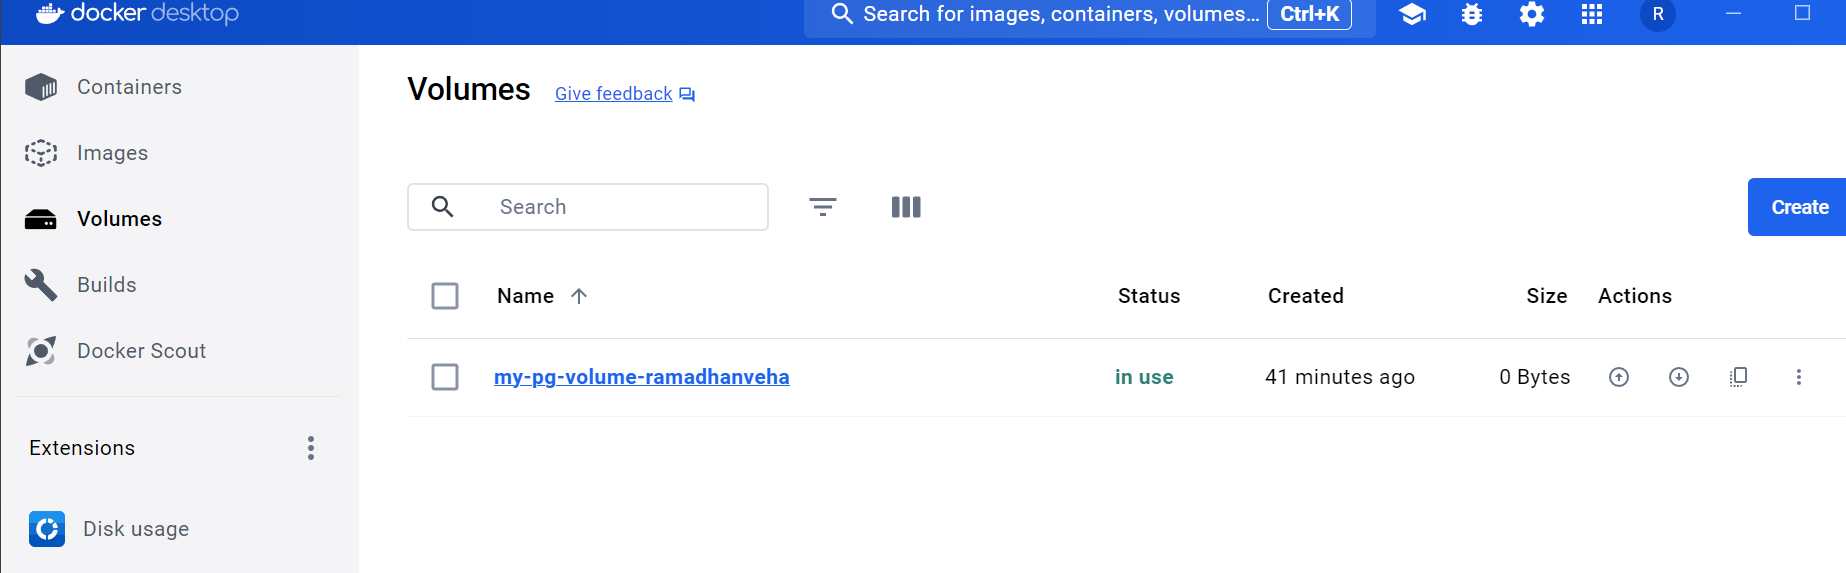 docker desktop
Search for images, containers, volumes... Ctrl+K
R
Containers
Images
Volumes
Builds
Docker Scout
Extensions
Disk usage
Volumes Give feedback
Search
Create
Name Status Created Size Actions
my-pg-volume-ramadhanveha in use 41 minutes ago 0 Bytes